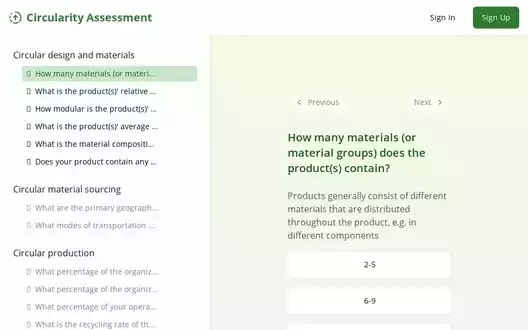 Circularity Assessment
Sign In
Sign Up
Circular design and materials
How many materials (or materi...
What is the product(s)' relative ...
How modular is the product(s)' ...
What is the product(s)' average ...
What is the material compositi...
Does your product contain any ...
Circular material sourcing
What are the primary geograph...
What modes of transportation ...
Circular production
What percentage of the organiz...
What percentage of the organiz...
What percentage of your opera...
What is the recycling rate of th...
Previous
Next
How many materials (or
material groups) does the
product(s) contain?
Products generally consist of different
materials that are distributed
throughout the product, e.g. in
different components
2-5
6-9